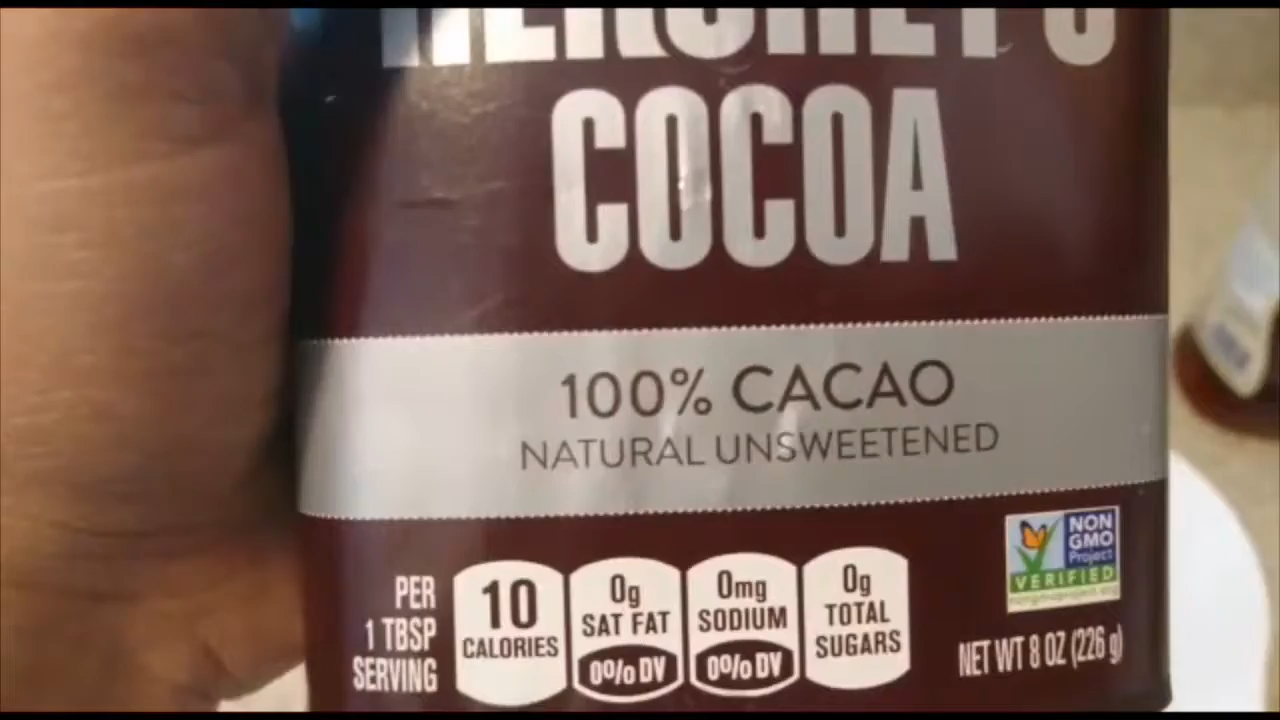 HERSHEY'S
COCOA
100% CACAO
NATURAL UNSWEETENED
PER
1 TBSP
SERVING
10
CALORIES
0g
SAT FAT
0% DV
0mg
SODIUM
0% DV
0g
TOTAL
SUGARS
NON
GMO
Project
VERIFIED
NET WT 8 OZ (226 g)